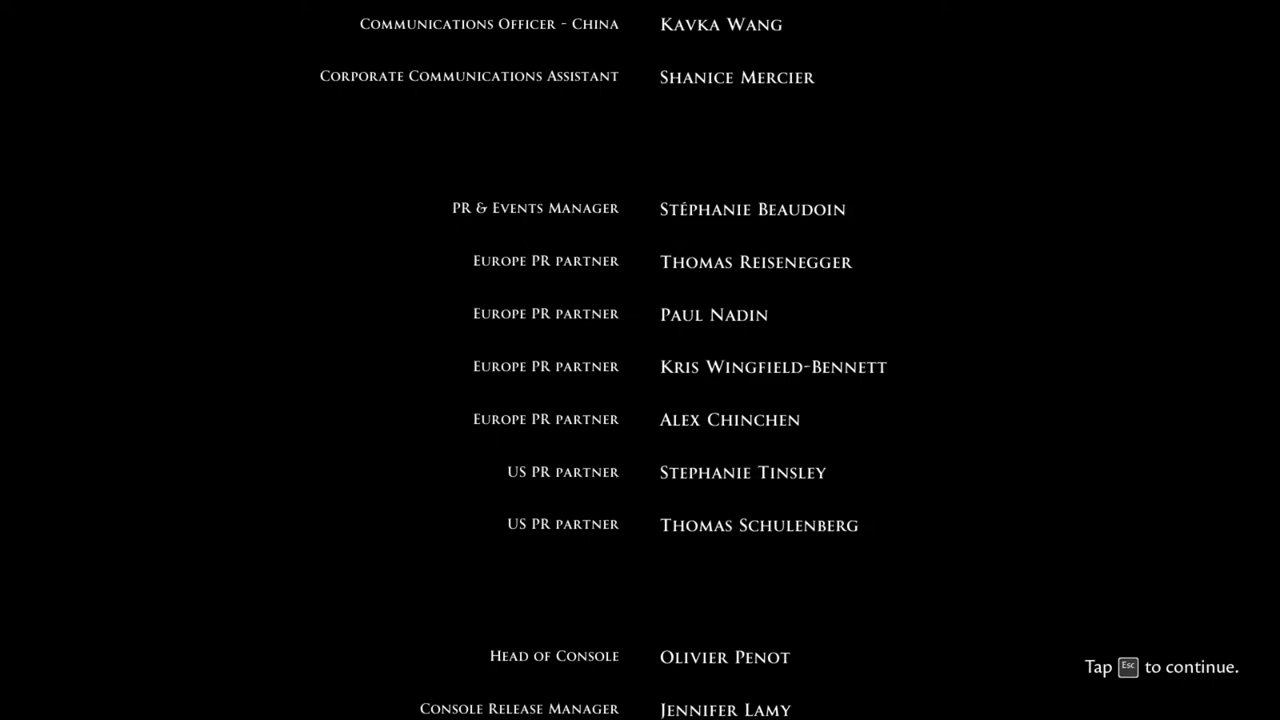 Communications Officer - China Kavka Wang
Corporate Communications Assistant Shanice Mercier
PR & Events Manager Stéphanie Beaudoin
Europe PR partner Thomas Reisenegger
Europe PR partner Paul Nadin
Europe PR partner Kris Wingfield-Bennett
Europe PR partner Alex Chinchen
US PR partner Stephanie Tinsley
US PR partner Thomas Schulenberg
Head of Console Olivier Penot
Tap Esc to continue.
Console Release Manager Jennifer Lamy